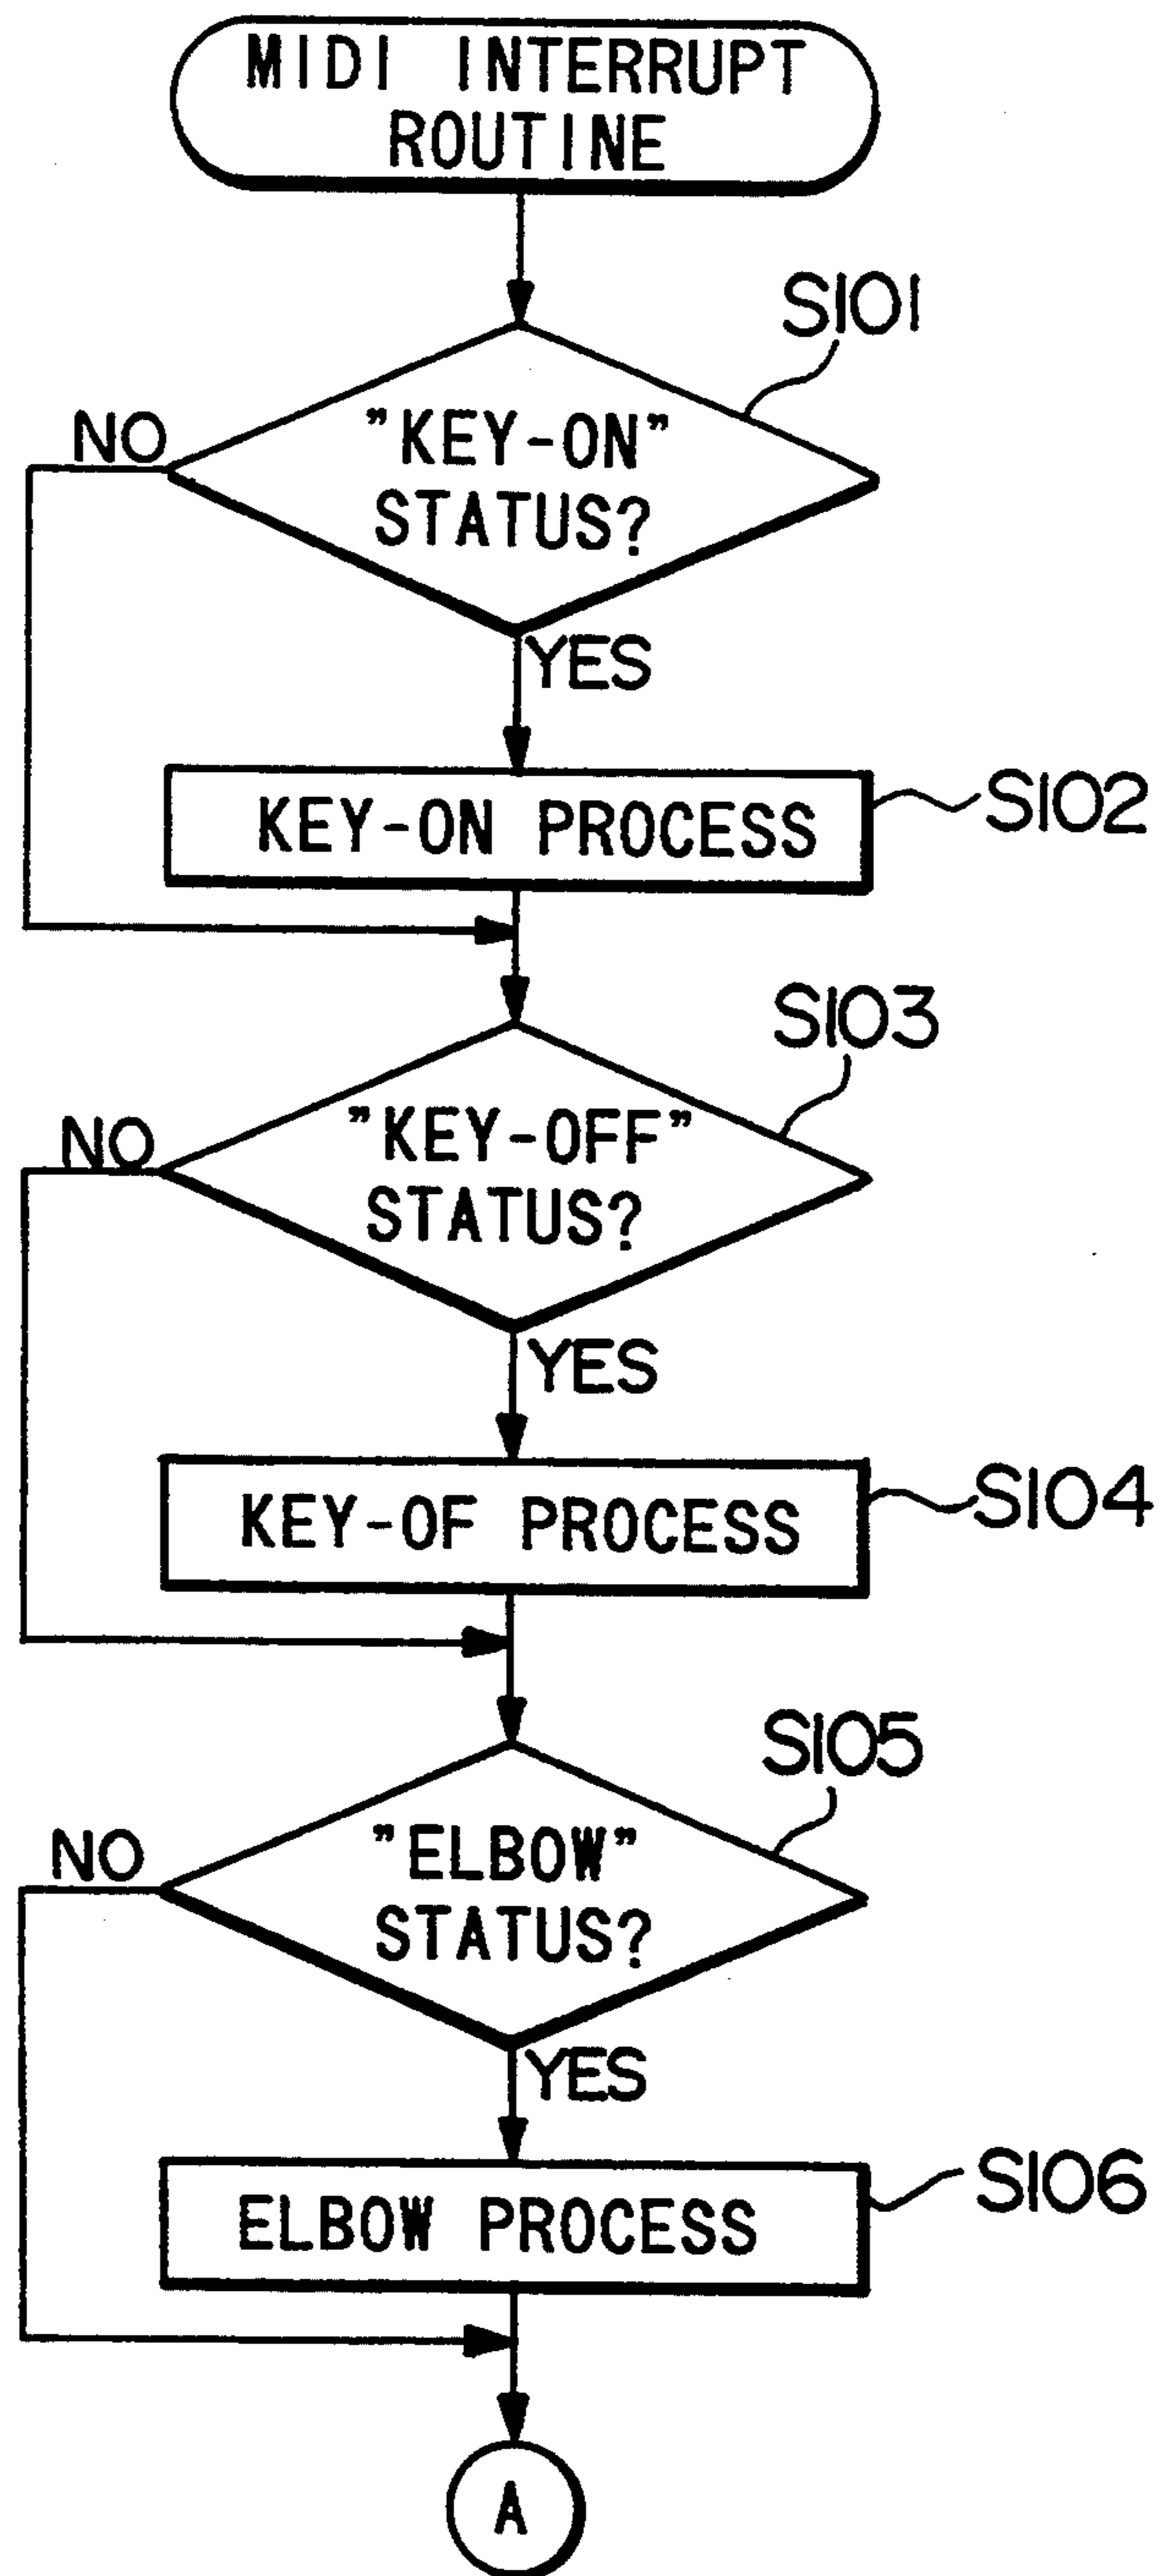 MIDI INTERRUPT
ROUTINE
S101
NO
"KEY-ON"
STATUS?
YES
KEY-ON PROCESS
S102
S103
NO
"KEY-OFF"
STATUS?
YES
KEY-OF PROCESS
S104
S105
NO
"ELBOW"
STATUS?
YES
ELBOW PROCESS
S106
A